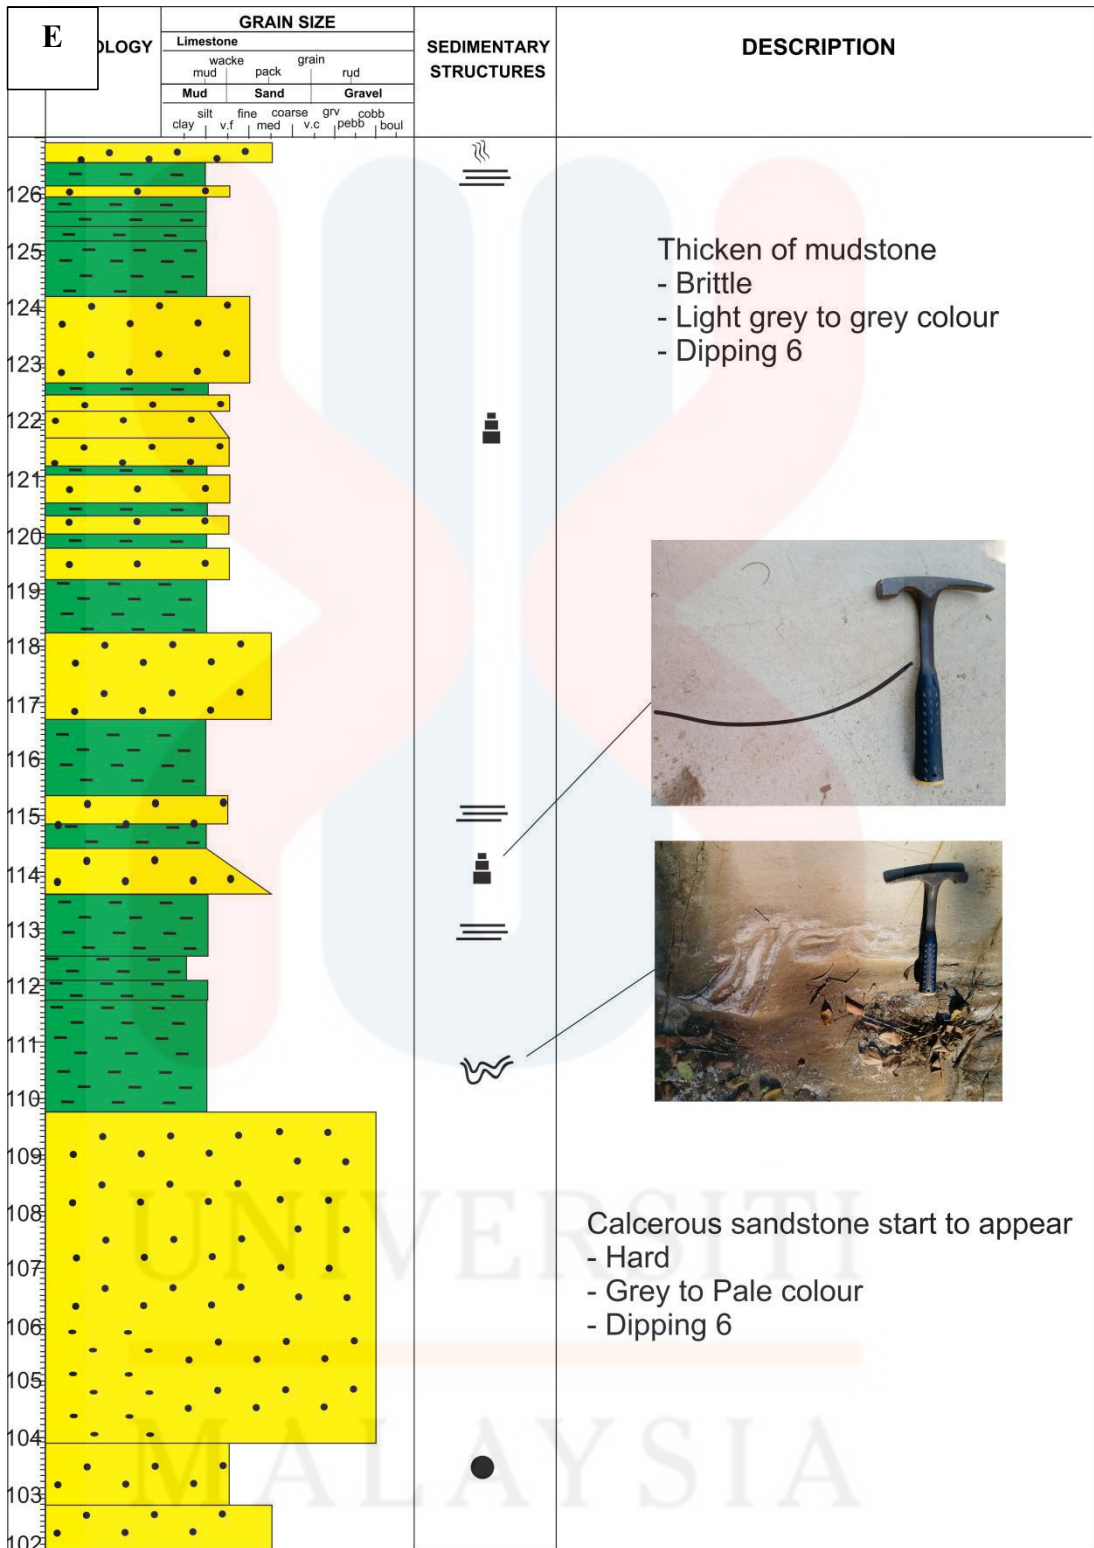 E
OLOGY
GRAIN SIZE
Limestone
wacke grain
mud pack rud
Mud Sand Gravel
silt fine coarse grv cobb
clay v.f med v.c pebb boul
SEDIMENTARY
STRUCTURES
DESCRIPTION
126
125
124
123
122
121
120
119
118
117
116
115
114
113
112
111
110
109
108
107
106
105
104
103
102
Thicken of mudstone
- Brittle
- Light grey to grey colour
- Dipping 6
Calcerous sandstone start to appear
- Hard
- Grey to Pale colour
- Dipping 6
UNIVERSITI
MALAYSIA